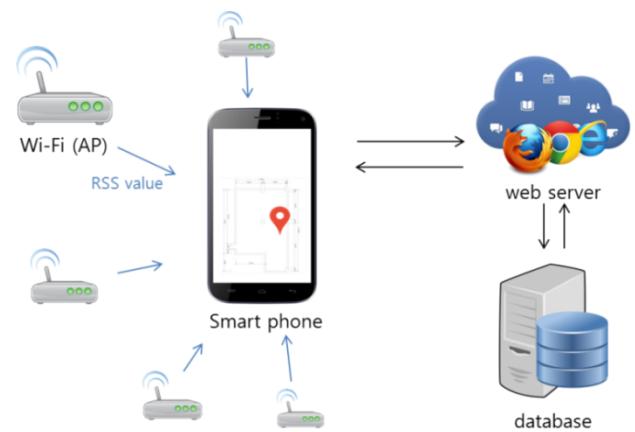 Wi-Fi (AP)
RSS value
Smart phone
web server
database